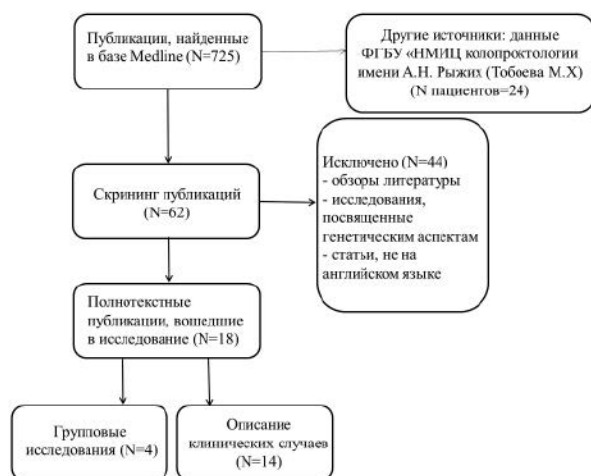 Публикации, найденные
в базе Medline (N=725)
Другие источники: данные
ФГБУ «НМИЦ колопроктологии
имени А.Н. Рыжих (Тобоева М.Х)
(N пациентов=24)
Скрининг публикаций
(N=62)
Исключено (N=44)
- обзоры литературы
- исследования,
посвященные
генетическим аспектам
- статьи, не на
английском языке
Полнотекстные
публикации, вошедшие
в исследование (N=18)
Групповые
исследования (N=4)
Описание
клинических случаев
(N=14)